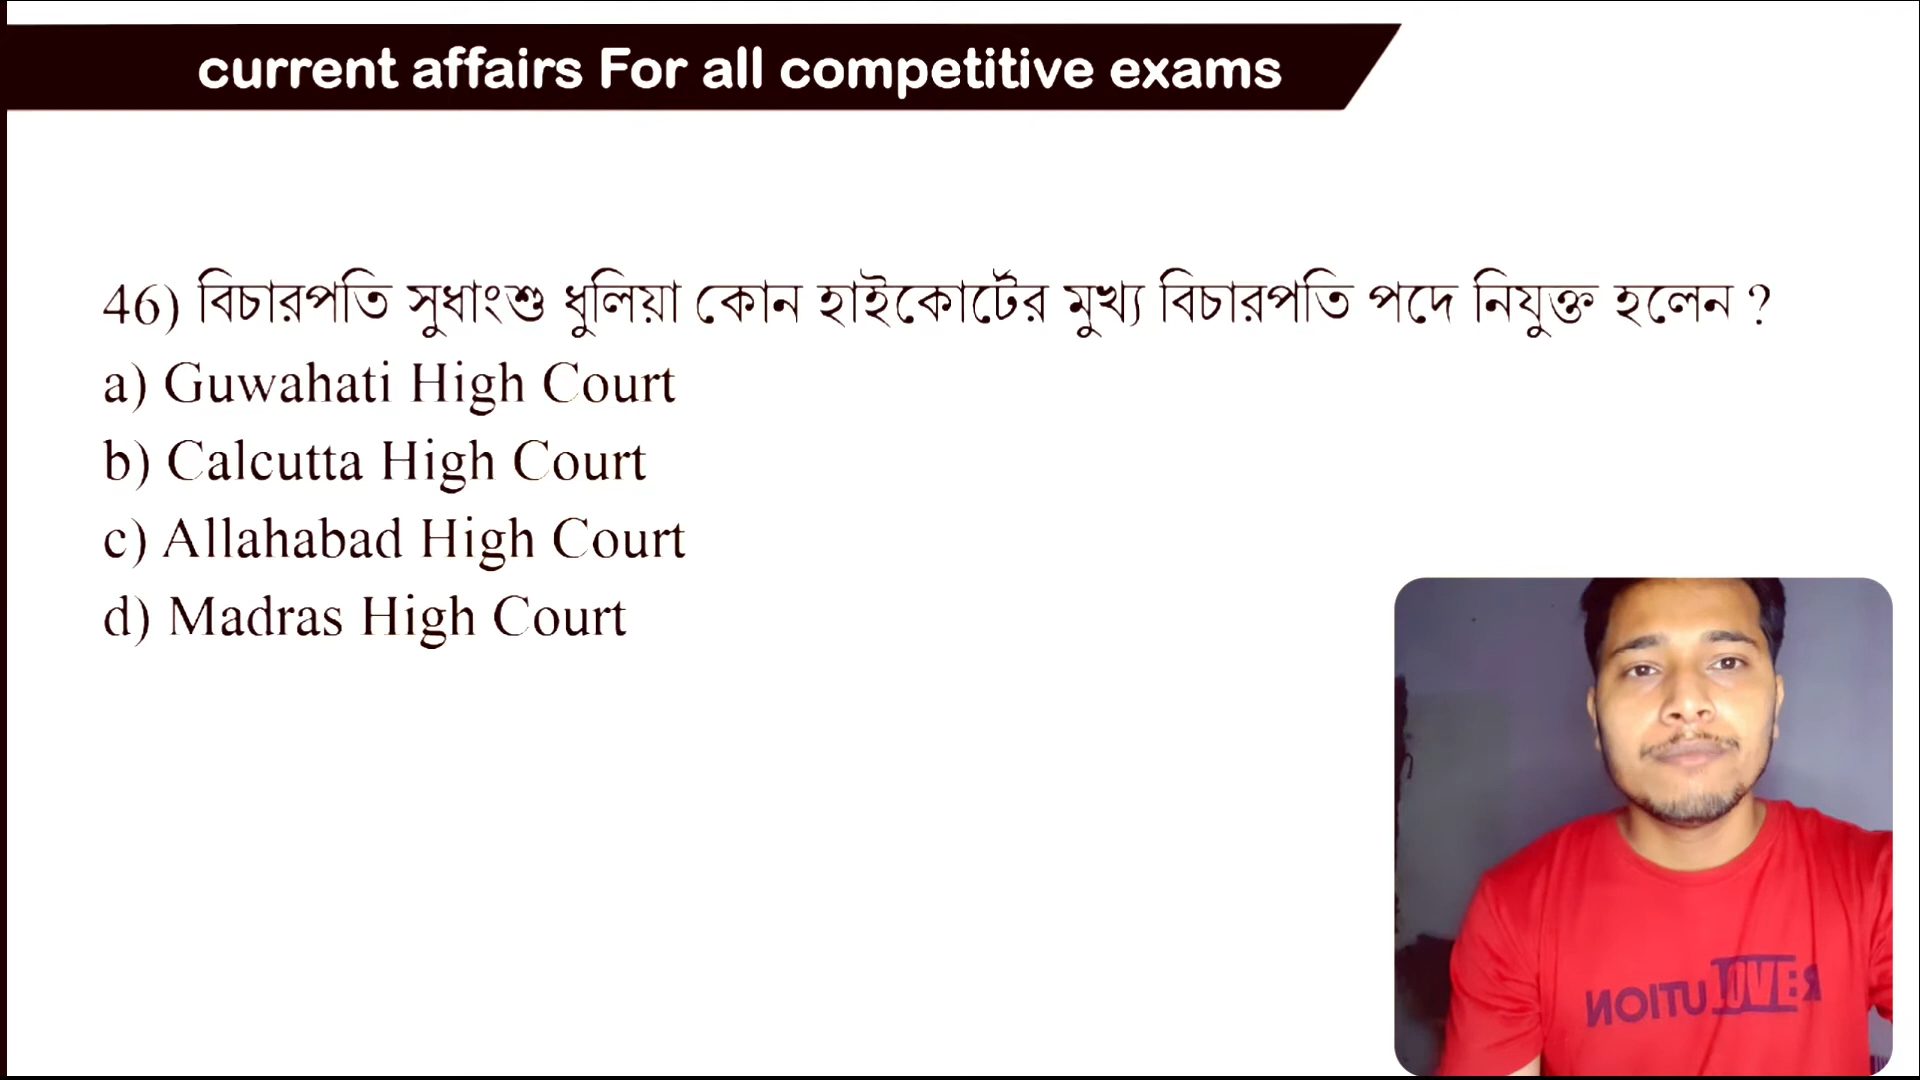 current affairs For all competitive exams
46) বিচারপতি সুধাংশু ধুলিয়া কোন হাইকোর্টের মুখ্য বিচারপতি পদে নিযুক্ত হলেন ?
a) Guwahati High Court
b) Calcutta High Court
c) Allahabad High Court
d) Madras High Court